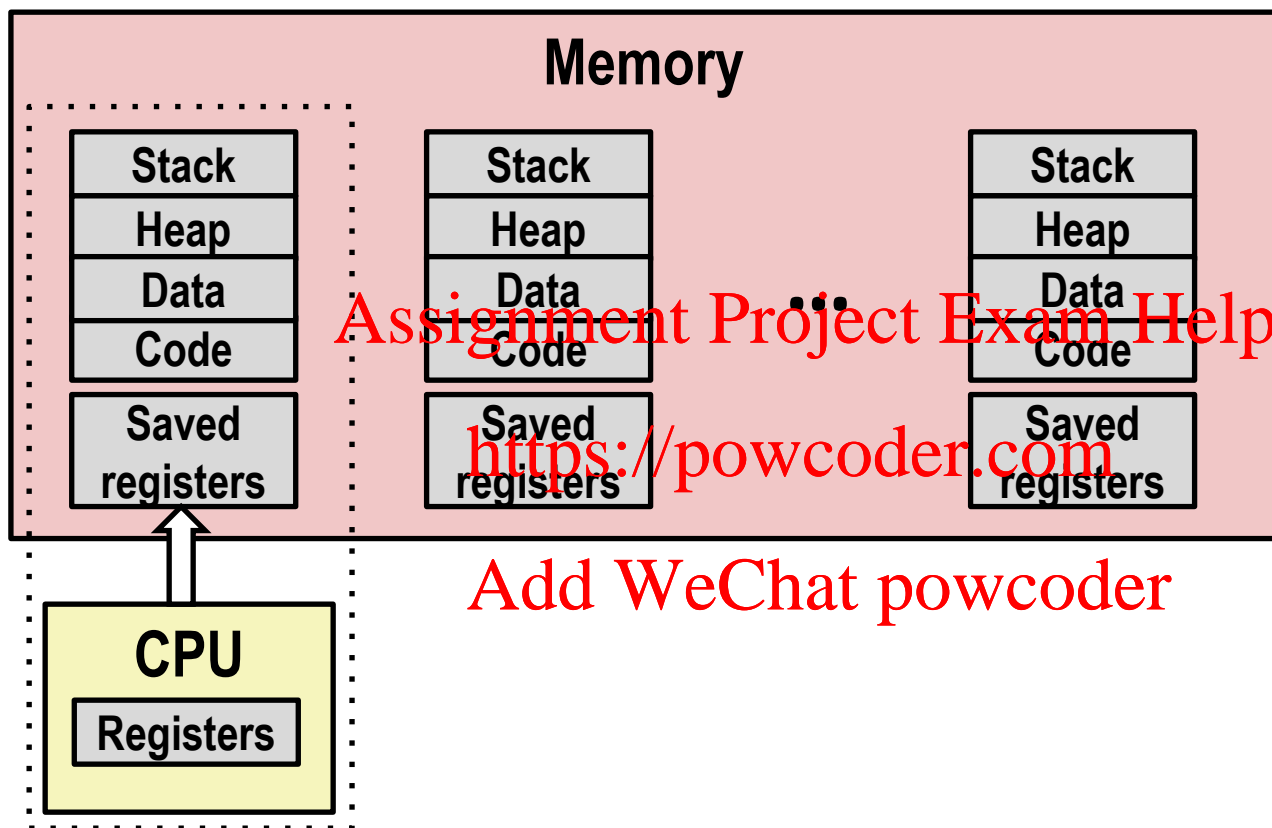 Memory
Stack
Heap
Data
Code
Saved
registers
Stack
Heap
Data
Code
Saved
registers
...
Stack
Heap
Data
Code
Saved
registers
Assignment Project Exam Help
https://powcoder.com
Add WeChat powcoder
CPU
Registers